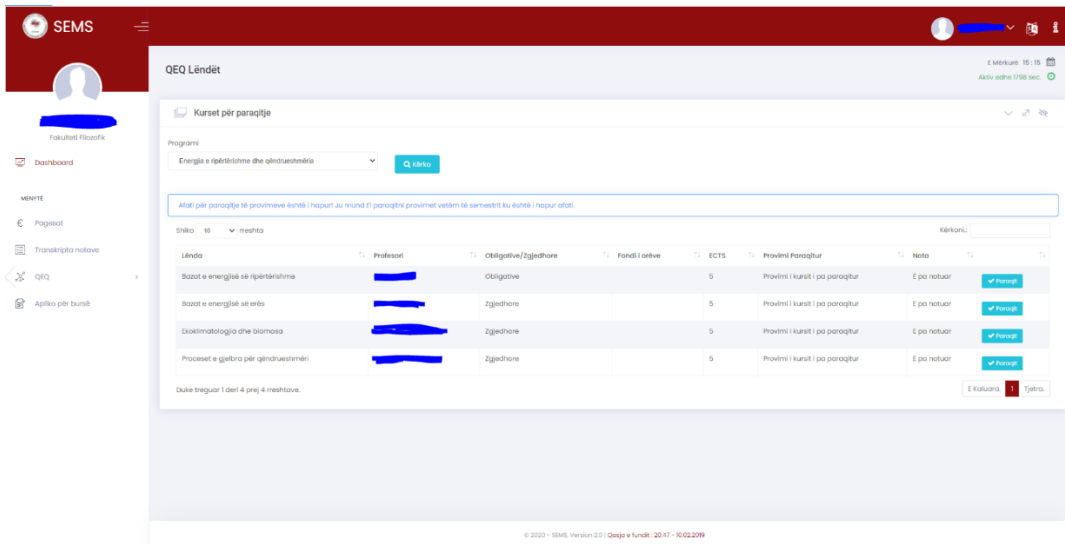 SEMS
QEQ Lëndët
E Mërkurë 15:15
Aktiv edhe 1798 sec.
Fakulteti Filozofik
Dashboard
MENYTË
Pagesat
Transkripta notave
QEQ
Apliko për bursë
Kurset për paraqitje
Programi
Energjia e ripërtërishme dhe qëndrueshmëria
Kërko
Afati për paraqitje të provimeve është i hapur! Ju mund t'i paraqitni provimet vetëm të semestrit ku është i hapur afati.
Shiko 10 rreshta
Kërkoni:
Lënda Profesori Obligative/Zgjedhore Fondi i orëve ECTS Provimi Paraqitur Nota
Bazat e energjisë së ripërtërishme Obligative 5 Provimi i kursit i pa paraqitur E pa notuar Paraqit
Bazat e energjisë së erës Zgjedhore 5 Provimi i kursit i pa paraqitur E pa notuar Paraqit
Ekoklimatologjia dhe biomasa Zgjedhore 5 Provimi i kursit i pa paraqitur E pa notuar Paraqit
Proceset e gjelbra për qëndrueshmëri Zgjedhore 5 Provimi i kursit i pa paraqitur E pa notuar Paraqit
Duke treguar 1 deri 4 prej 4 rreshtave.
E Kaluara. 1 Tjetra.
© 2020 - SEMS, Version 2.0 | Qasja e fundit : 20:47 - 10.02.2019